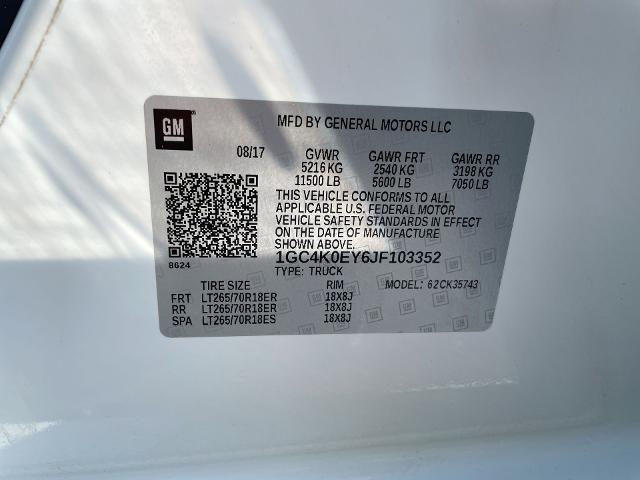 GM
MFD BY GENERAL MOTORS LLC
08/17 GVWR GAWR FRT GAWR RR
5216 KG 2540 KG 3198 KG
11500 LB 5600 LB 7050 LB
THIS VEHICLE CONFORMS TO ALL
APPLICABLE U.S. FEDERAL MOTOR
VEHICLE SAFETY STANDARDS IN EFFECT
ON THE DATE OF MANUFACTURE
SHOWN ABOVE.
8624 1GC4K0EY6JF103352
TYPE: TRUCK
TIRE SIZE RIM MODEL: 62CK35743
FRT LT265/70R18ER 18X8J
RR LT265/70R18ER 18X8J
SPA LT265/70R18ES 18X8J